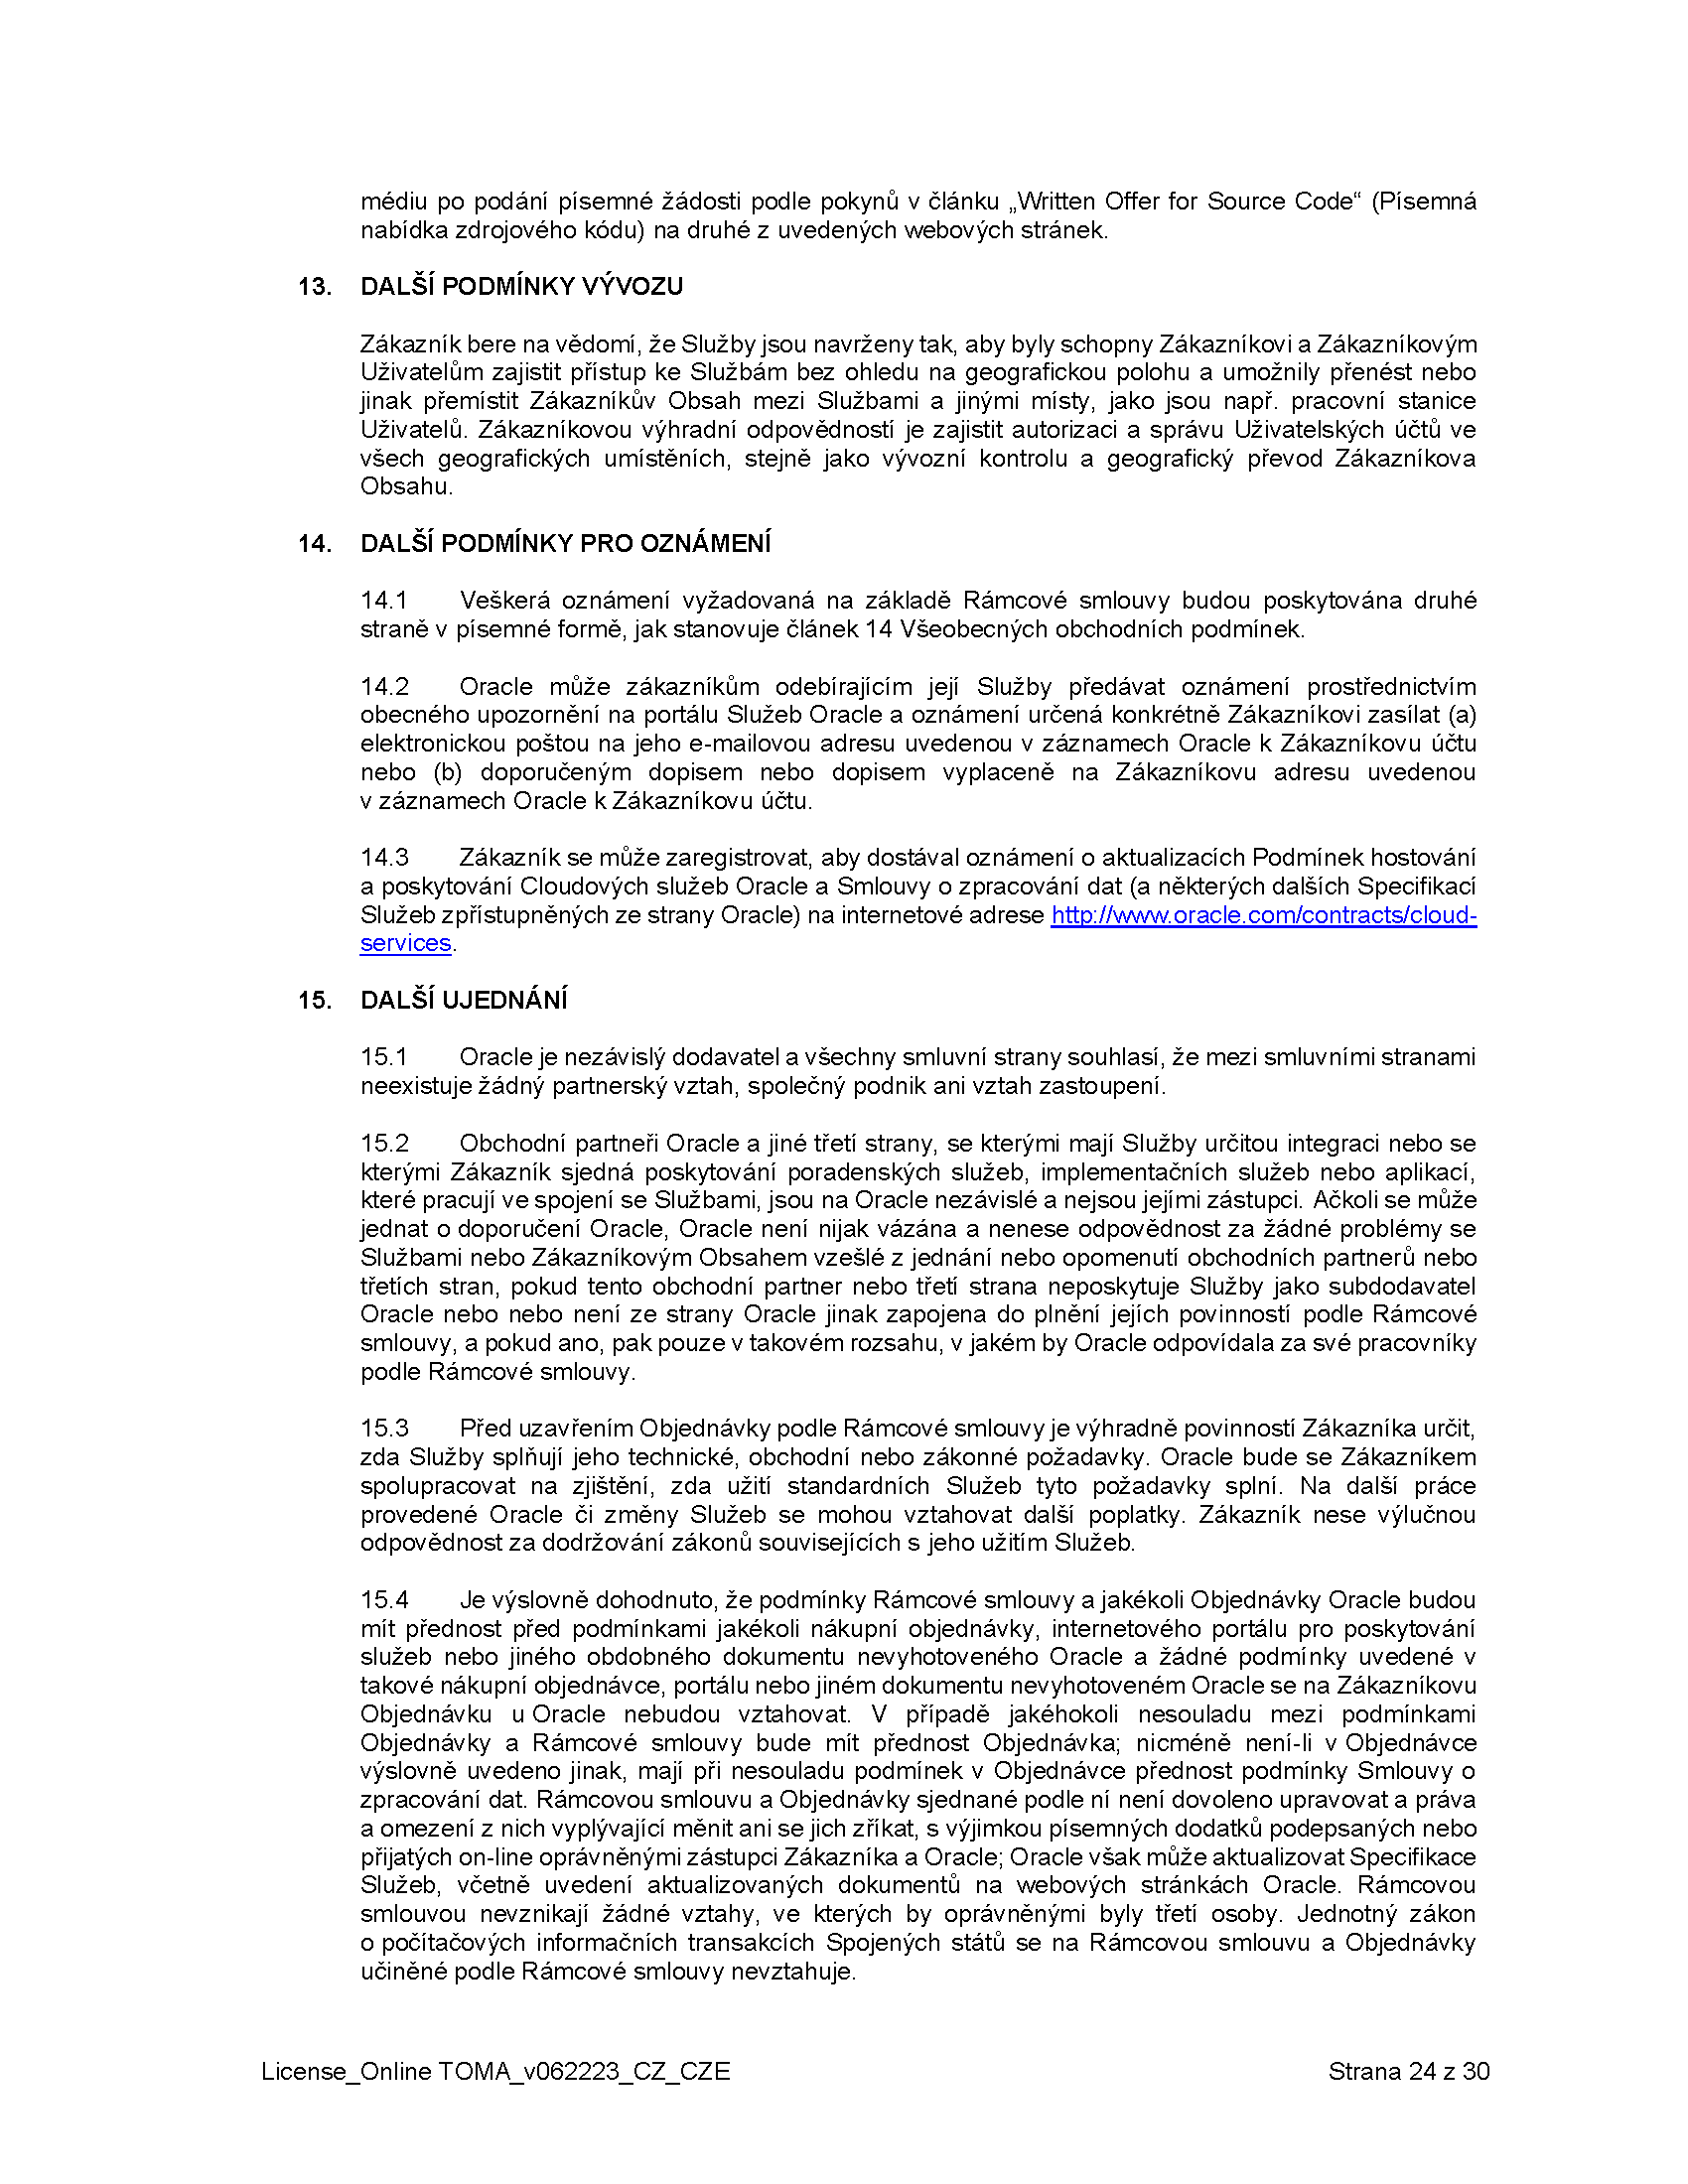 médiu po podání písemné žádosti podle pokynů v článku „Written Offer for Source Code“ (Písemná
nabídka zdrojového kódu) na druhé z uvedených webových stránek.
13. DALŠÍ PODMÍNKY VÝVOZU
Zákazník bere na vědomí, že Služby jsou navrženy tak, aby byly schopny Zákazníkovi a Zákazníkovým
Uživatelům zajistit přístup ke Službám bez ohledu na geografickou polohu a umožnily přenést nebo
jinak přemístit Zákazníkův Obsah mezi Službami a jinými místy, jako jsou např. pracovní stanice
Uživatelů. Zákazníkovou výhradní odpovědností je zajistit autorizaci a správu Uživatelských účtů ve
všech geografických umístěních, stejně jako vývozní kontrolu a geografický převod Zákazníkova
Obsahu.
14. DALŠÍ PODMÍNKY PRO OZNÁMENÍ
14.1 Veškerá oznámení vyžadovaná na základě Rámcové smlouvy budou poskytována druhé
straně v písemné formě, jak stanovuje článek 14 Všeobecných obchodních podmínek.
14.2 Oracle může zákazníkům odebírajícím její Služby předávat oznámení prostřednictvím
obecného upozornění na portálu Služeb Oracle a oznámení určená konkrétně Zákazníkovi zasílat (a)
elektronickou poštou na jeho e-mailovou adresu uvedenou v záznamech Oracle k Zákazníkovu účtu
nebo (b) doporučeným dopisem nebo dopisem vyplaceně na Zákazníkovu adresu uvedenou
v záznamech Oracle k Zákazníkovu účtu.
14.3 Zákazník se může zaregistrovat, aby dostával oznámení o aktualizacích Podmínek hostování
a poskytování Cloudových služeb Oracle a Smlouvy o zpracování dat (a některých dalších Specifikací
Služeb zpřístupněných ze strany Oracle) na internetové adrese http://www.oracle.com/contracts/cloud-
services.
15. DALŠÍ UJEDNÁNÍ
15.1 Oracle je nezávislý dodavatel a všechny smluvní strany souhlasí, že mezi smluvními stranami
neexistuje žádný partnerský vztah, společný podnik ani vztah zastoupení.
15.2 Obchodní partneři Oracle a jiné třetí strany, se kterými mají Služby určitou integraci nebo se
kterými Zákazník sjedná poskytování poradenských služeb, implementačních služeb nebo aplikací,
které pracují ve spojení se Službami, jsou na Oracle nezávislé a nejsou jejími zástupci. Ačkoli se může
jednat o doporučení Oracle, Oracle není nijak vázána a nenese odpovědnost za žádné problémy se
Službami nebo Zákazníkovým Obsahem vzešlé z jednání nebo opomenutí obchodních partnerů nebo
třetích stran, pokud tento obchodní partner nebo třetí strana neposkytuje Služby jako subdodavatel
Oracle nebo nebo není ze strany Oracle jinak zapojena do plnění jejích povinností podle Rámcové
smlouvy, a pokud ano, pak pouze v takovém rozsahu, v jakém by Oracle odpovídala za své pracovníky
podle Rámcové smlouvy.
15.3 Před uzavřením Objednávky podle Rámcové smlouvy je výhradně povinností Zákazníka určit,
zda Služby splňují jeho technické, obchodní nebo zákonné požadavky. Oracle bude se Zákazníkem
spolupracovat na zjištění, zda užití standardních Služeb tyto požadavky splní. Na další práce
provedené Oracle či změny Služeb se mohou vztahovat další poplatky. Zákazník nese výlučnou
odpovědnost za dodržování zákonů souvisejících s jeho užitím Služeb.
15.4 Je výslovně dohodnuto, že podmínky Rámcové smlouvy a jakékoli Objednávky Oracle budou
mít přednost před podmínkami jakékoli nákupní objednávky, internetového portálu pro poskytování
služeb nebo jiného obdobného dokumentu nevyhotoveného Oracle a žádné podmínky uvedené v
takové nákupní objednávce, portálu nebo jiném dokumentu nevyhotoveném Oracle se na Zákazníkovu
Objednávku u Oracle nebudou vztahovat. V případě jakéhokoli nesouladu mezi podmínkami
Objednávky a Rámcové smlouvy bude mít přednost Objednávka; nicméně není-li v Objednávce
výslovně uvedeno jinak, mají při nesouladu podmínek v Objednávce přednost podmínky Smlouvy o
zpracování dat. Rámcovou smlouvu a Objednávky sjednané podle ní není dovoleno upravovat a práva
a omezení z nich vyplývající měnit ani se jich zříkat, s výjimkou písemných dodatků podepsaných nebo
přijatých on-line oprávněnými zástupci Zákazníka a Oracle; Oracle však může aktualizovat Specifikace
Služeb, včetně uvedení aktualizovaných dokumentů na webových stránkách Oracle. Rámcovou
smlouvou nevznikají žádné vztahy, ve kterých by oprávněnými byly třetí osoby. Jednotný zákon
o počítačových informačních transakcích Spojených států se na Rámcovou smlouvu a Objednávky
učiněné podle Rámcové smlouvy nevztahuje.
License_Online TOMA_v062223_CZ_CZE Strana 24 z 30